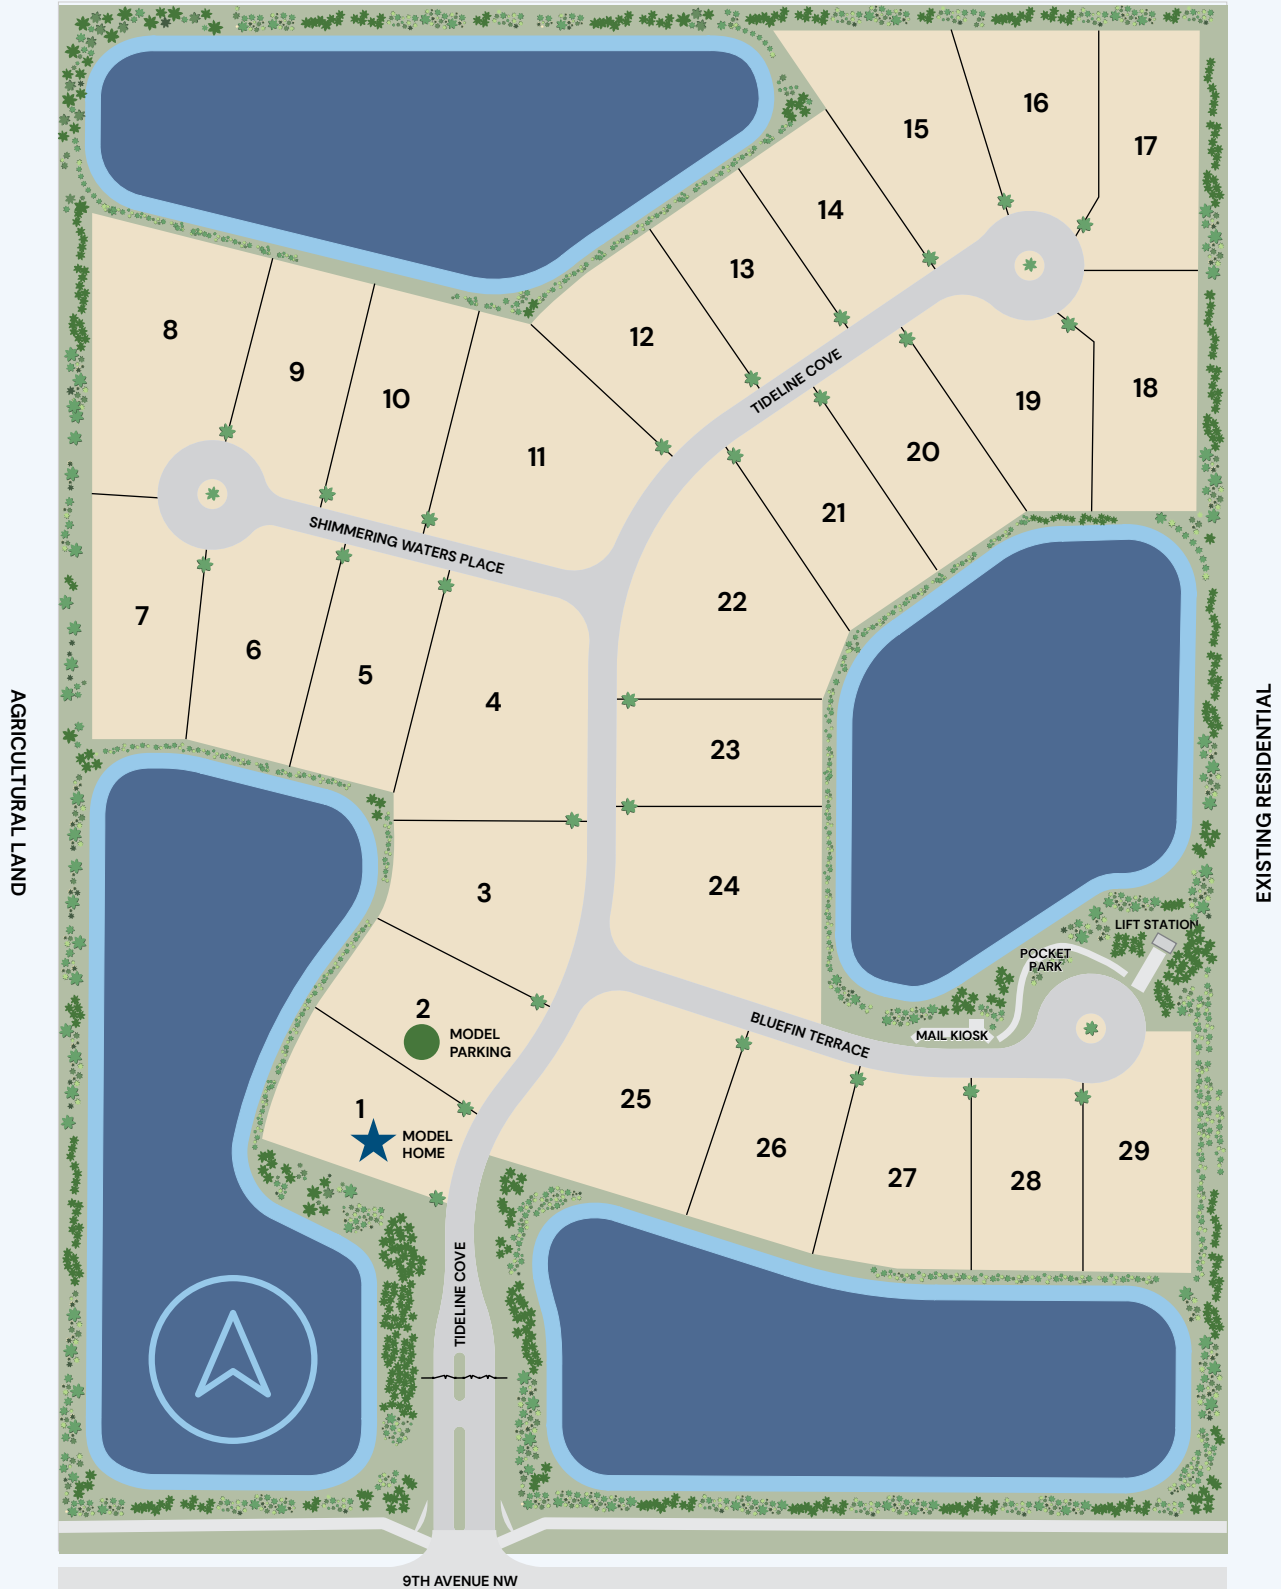 16
15
17
14
13
8
12
9
TIDELINE COVE
18
10
19
20
11
21
SHIMMERING WATERS PLACE
22
7
6
5
4
23
AGRICULTURAL LAND
EXISTING RESIDENTIAL
24
3
LIFT STATION
POCKET
PARK
2
MODEL
PARKING
BLUEFIN TERRACE
MAIL KIOSK
25
1
MODEL
HOME
26
29
27
28
TIDELINE COVE
9TH AVENUE NW